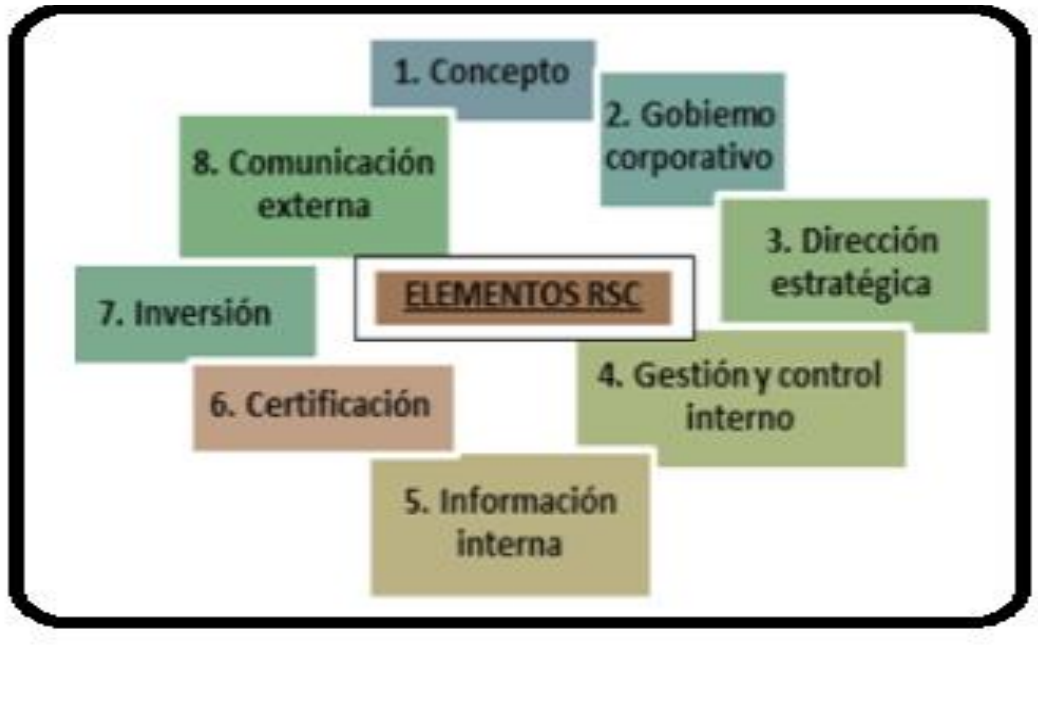 1. Concepto
2. Gobierno
corporativo
3. Dirección
estratégica
4. Gestión y control
interno
5. Información
interna
6. Certificación
7. Inversión
8. Comunicación
externa
ELEMENTOS RSC